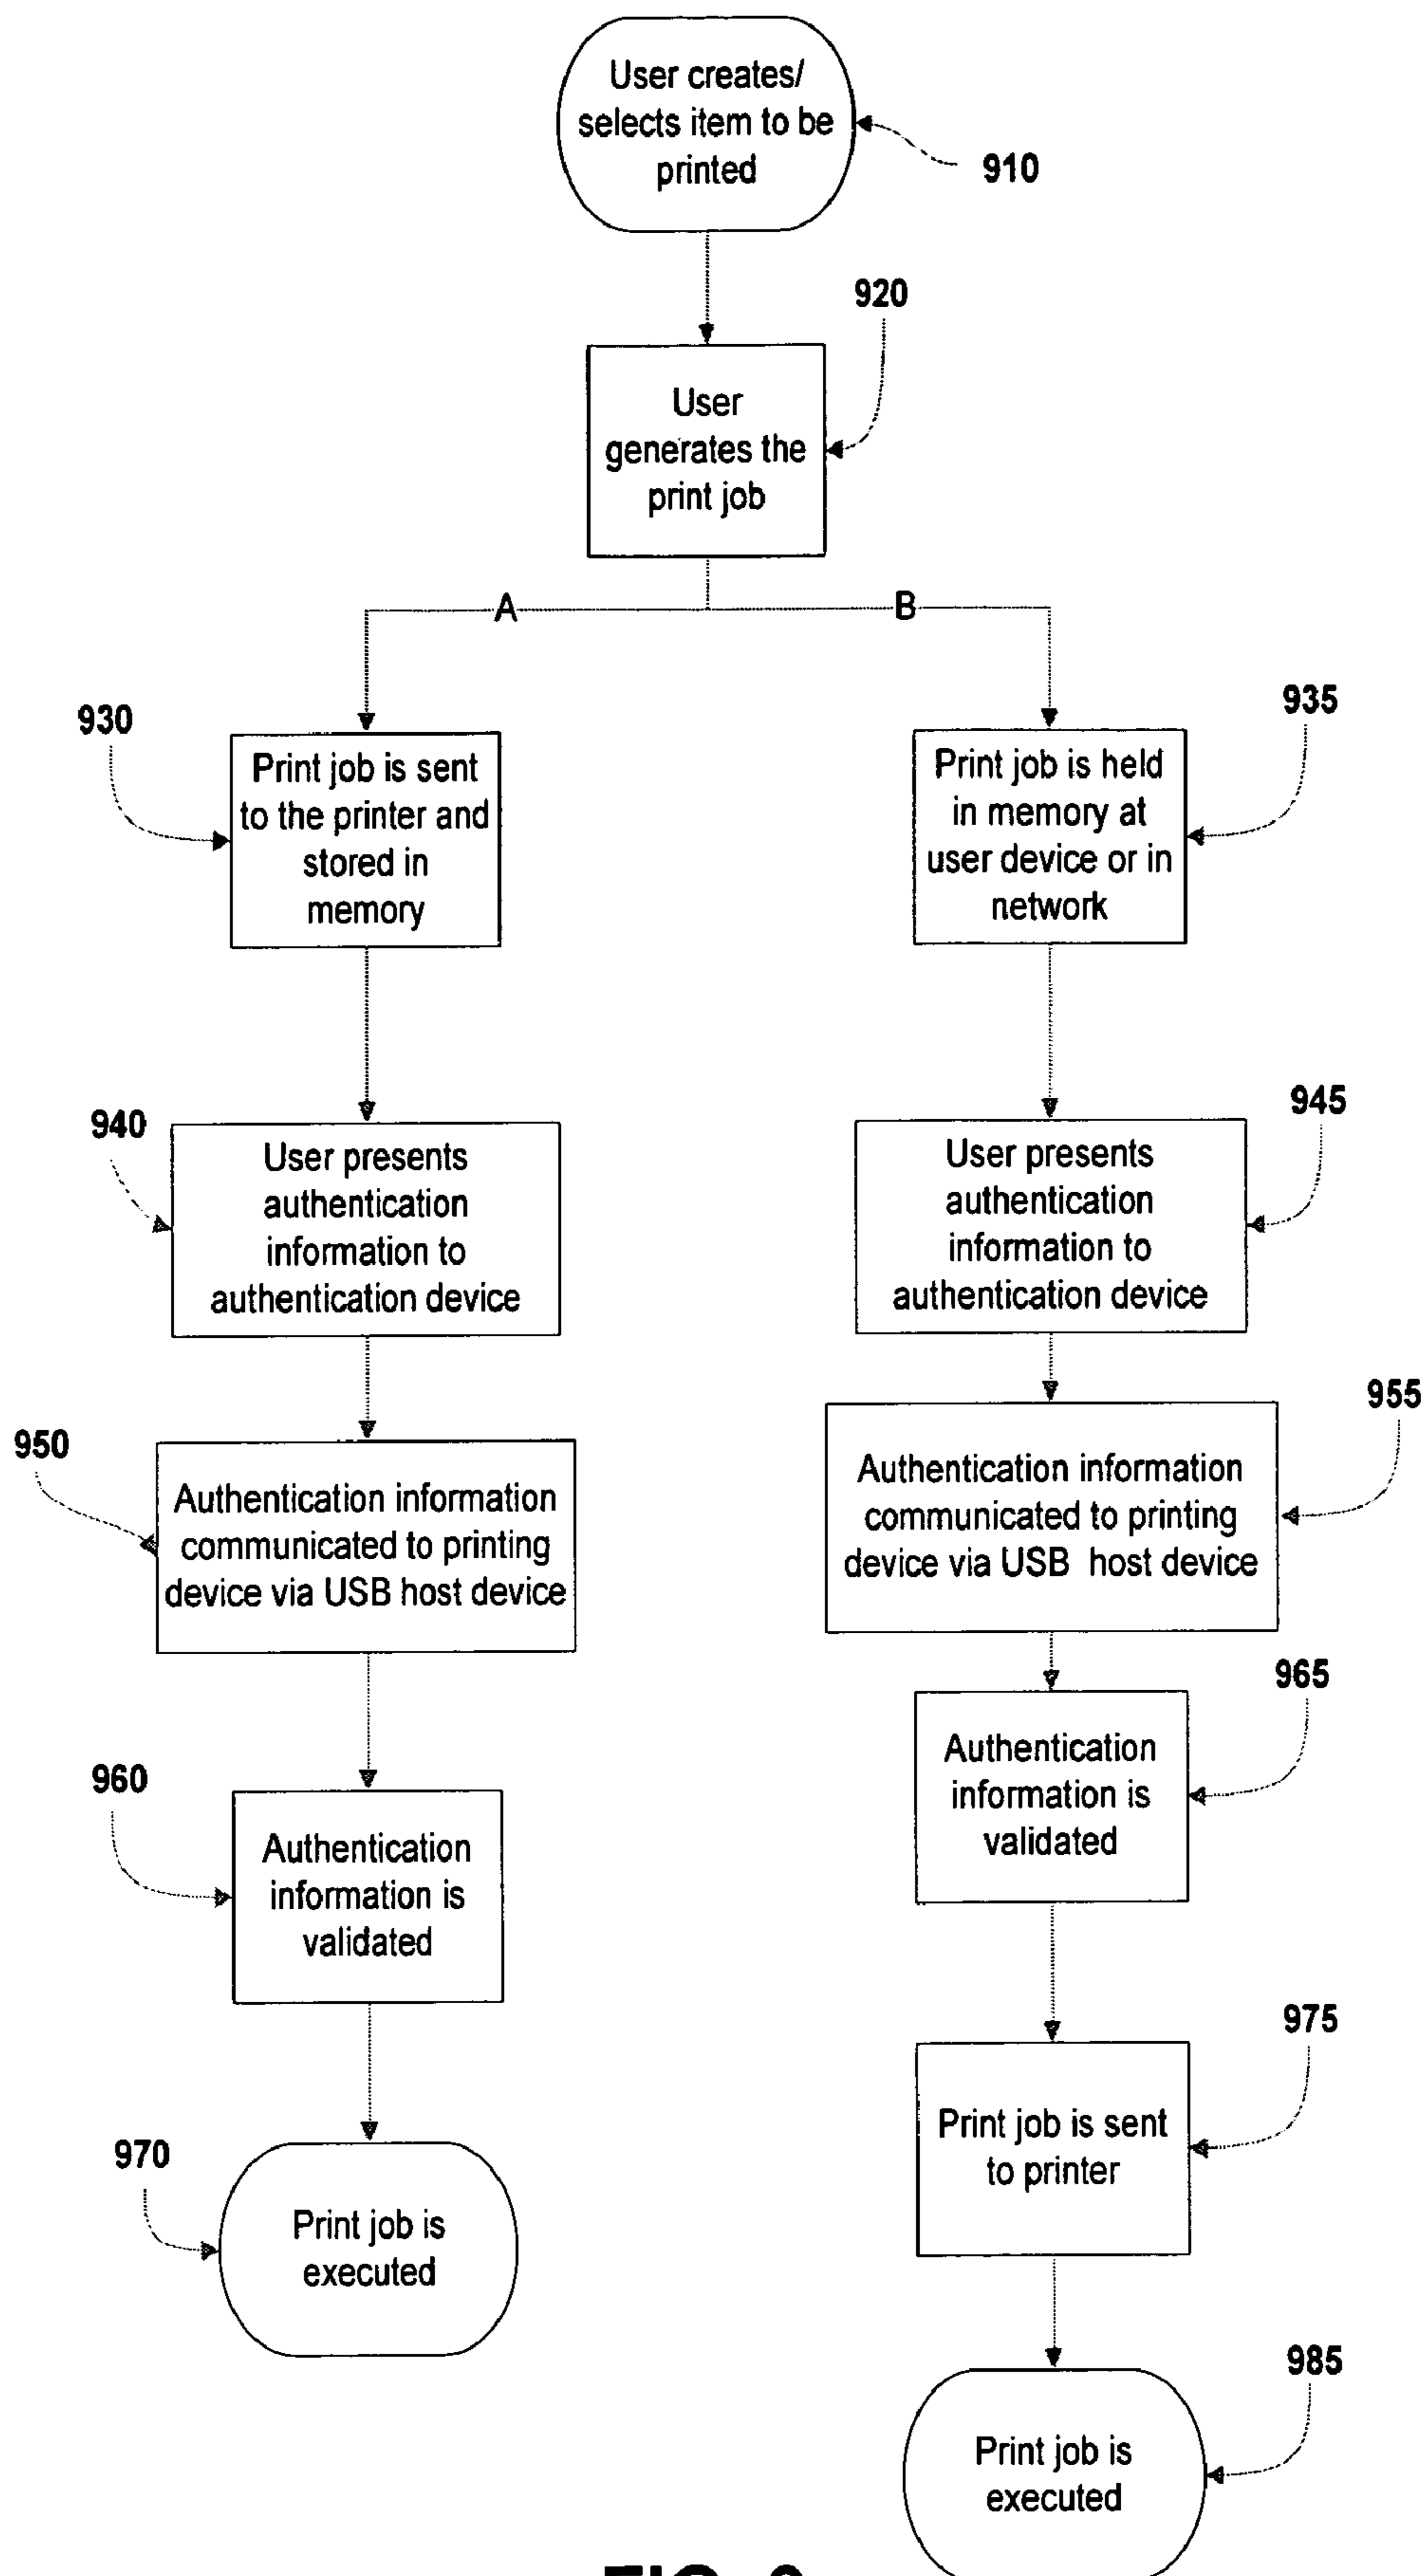 User creates/
selects item to be
printed
910
920
User
generates the
print job
A
B
930
Print job is sent
to the printer and
stored in
memory
935
Print job is held
in memory at
user device or in
network
940
User presents
authentication
information to
authentication device
945
User presents
authentication
information to
authentication device
950
Authentication information
communicated to printing
device via USB host device
955
Authentication information
communicated to printing
device via USB host device
960
Authentication
information is
validated
965
Authentication
information is
validated
970
Print job is
executed
975
Print job is sent
to printer
985
Print job is
executed